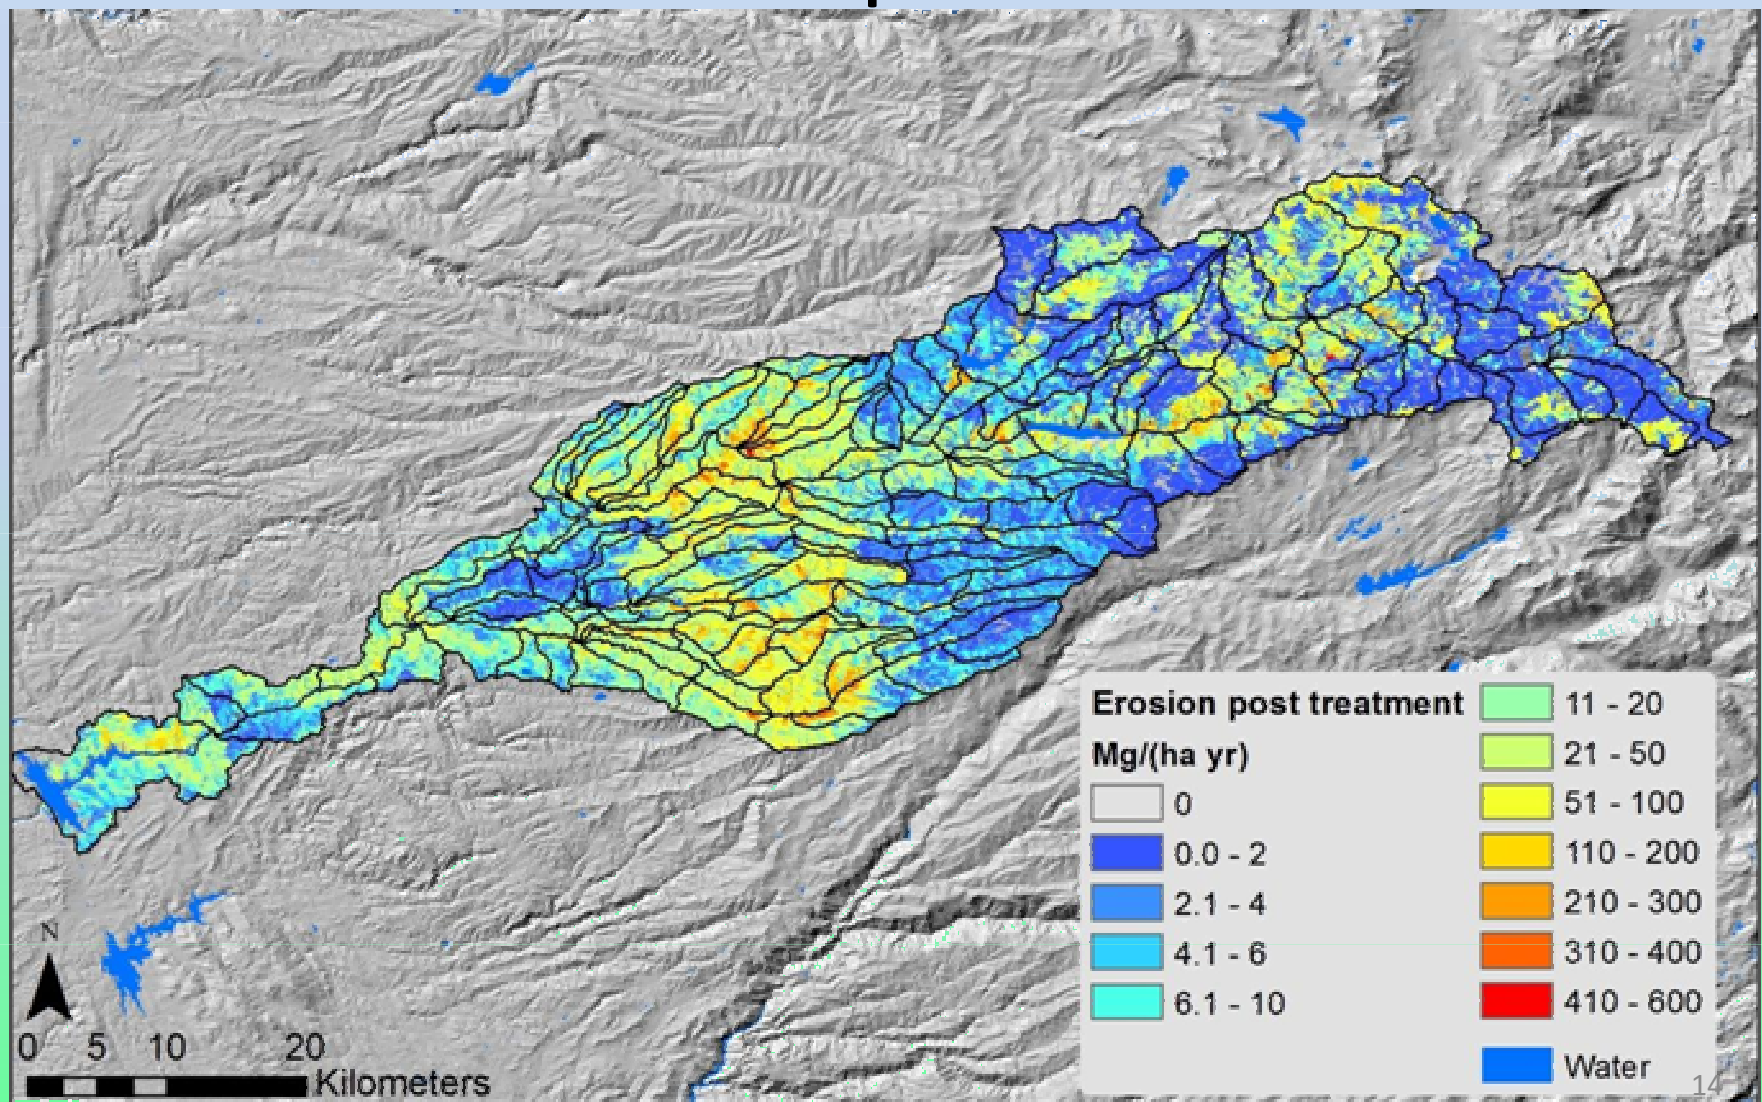 Erosion post treatment
Mg/(ha yr)
0
0.0 - 2
2.1 - 4
4.1 - 6
6.1 - 10
11 - 20
21 - 50
51 - 100
110 - 200
210 - 300
310 - 400
410 - 600
Water
N
0 5 10 20
Kilometers
14